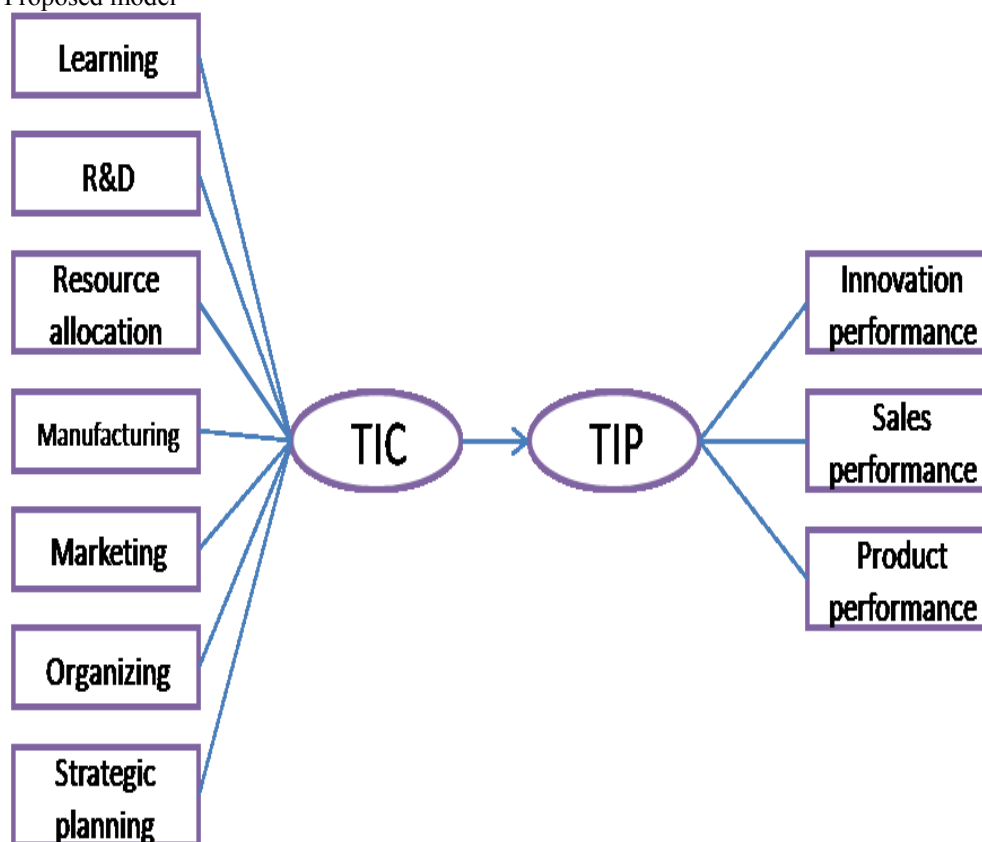 Proposed model
Learning
R&D
Resource
allocation
Manufacturing
Marketing
Organizing
Strategic
planning
TIC
TIP
Innovation
performance
Sales
performance
Product
performance